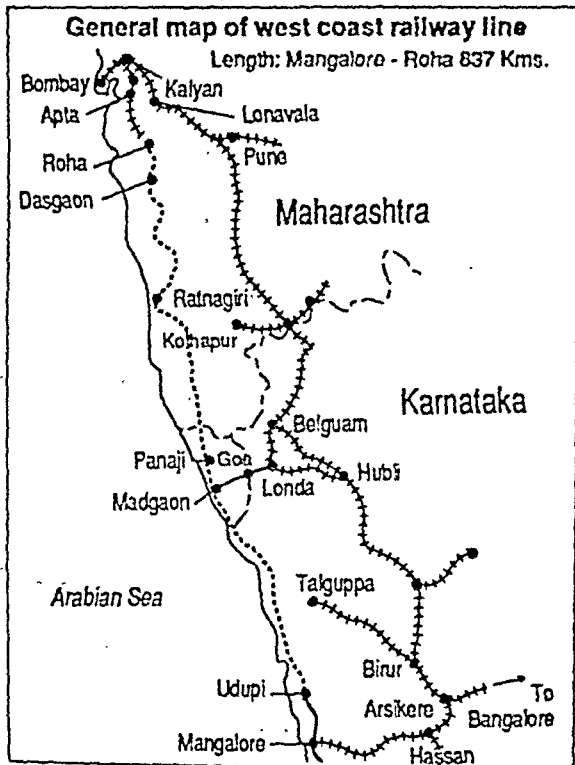 General map of west coast railway line
Length: Mangalore - Roha 837 Kms.
Bombay
Kalyan
Apta
Lonavala
Pune
Roha
Dasgaon
Maharashtra
Ratnagiri
Kolhapur
Karnataka
Belguam
Panaji
Goa
Londa
Hubli
Madgaon
Arabian Sea
Talguppa
Birur
Udupi
Arsikere
To
Bangalore
Mangalore
Hassan